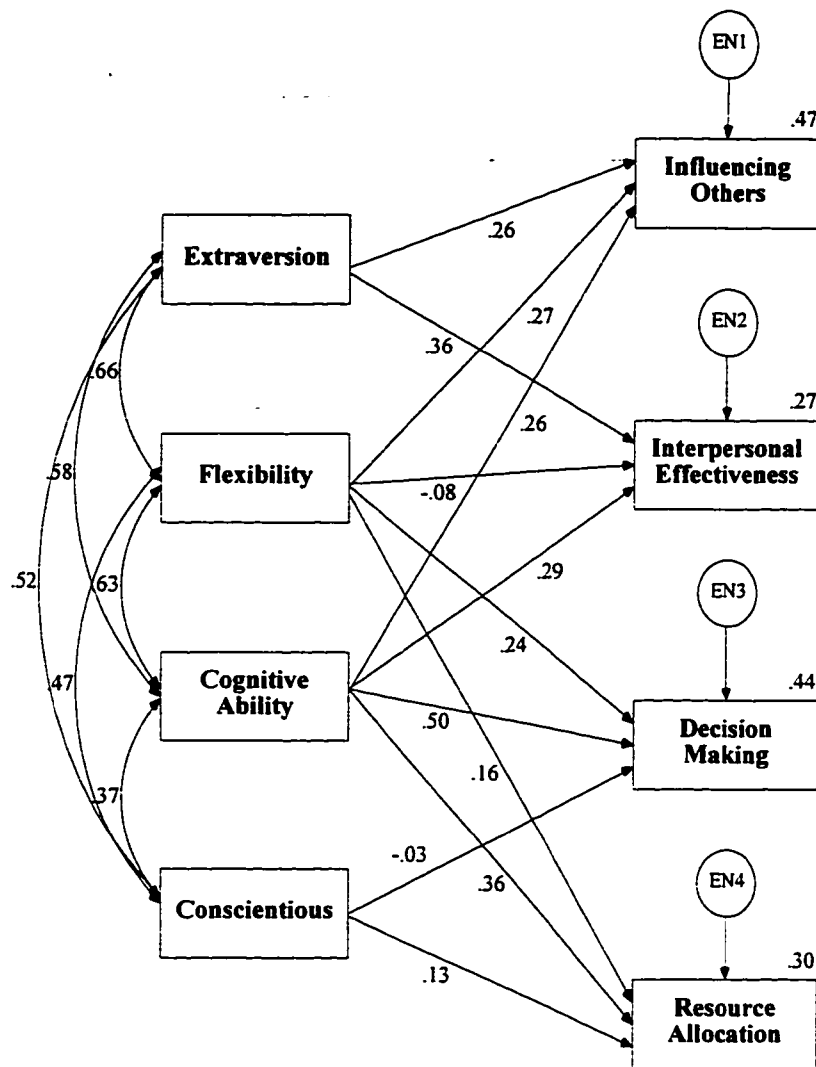 EN1
.47
Influencing
Others
.26
Extraversion
.27
EN2
.36
.66
.27
.26
Interpersonal
Effectiveness
Flexibility
-.08
.58
.29
EN3
.52
.63
.24
Cognitive
Ability
.44
.47
.50
Decision
Making
.16
.37
-.03
.36
EN4
Conscientious
.13
.30
Resource
Allocation